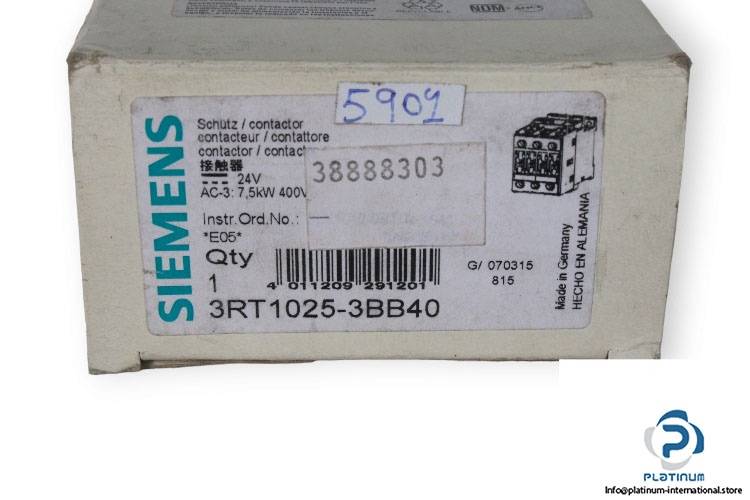 NOM-
5901
SIEMENS
Schütz / contactor
contacteur / contattore
contactor /
接触器
24V
AC-3: 7,5kW 400V
38888303
Instr.Ord.No.: —
*E05*
Qty
1
4 011209 291201
G/ 070315
815
3RT1025-3BB40
Made in Germany
HECHO EN ALEMANIA
PLATINUM
Info@platinum-international.store